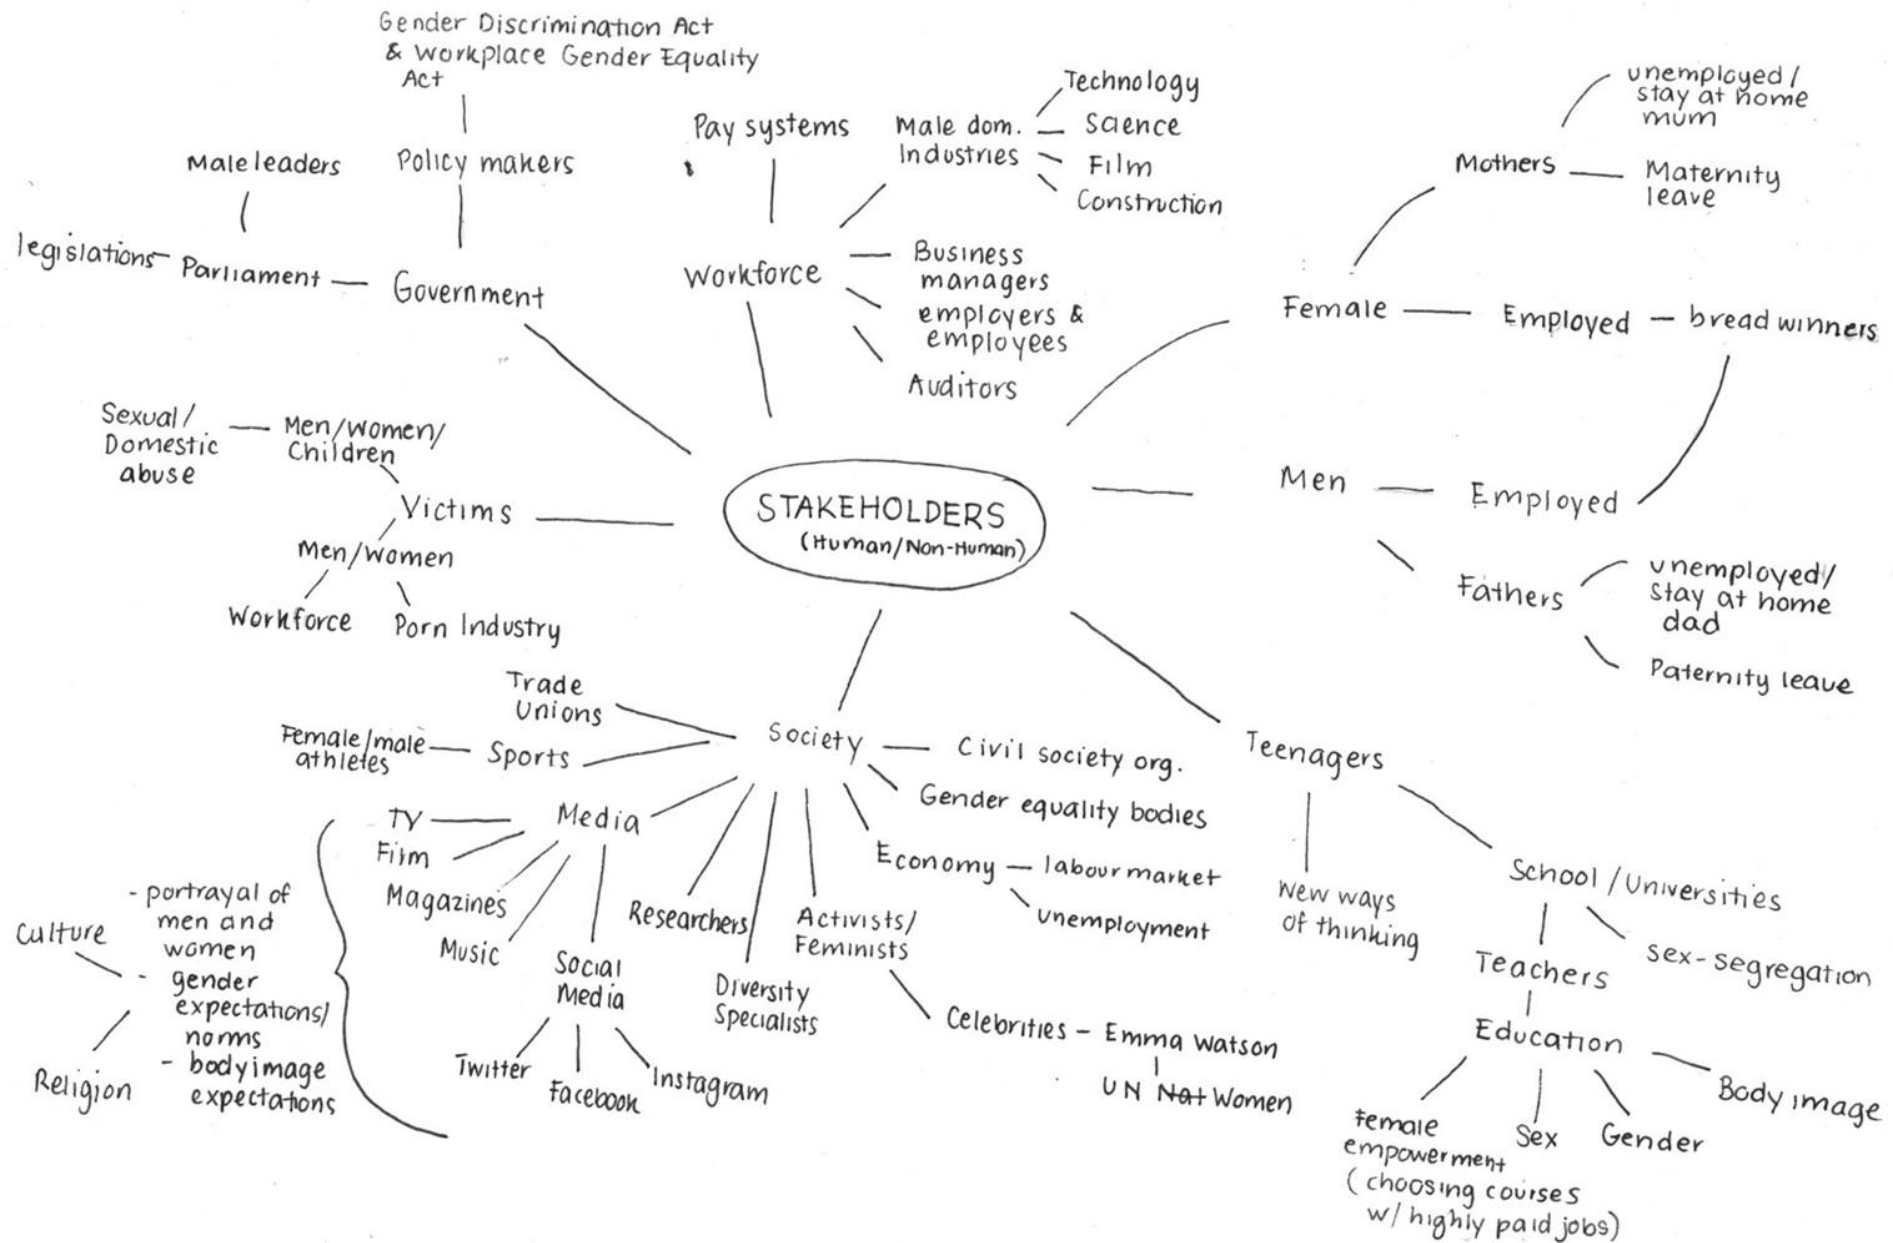 Gender Discrimination Act
& Workplace Gender Equality
Act
Policy makers
Male leaders
legislations
Parliament
Government
Pay systems
Male dom.
Industries
Technology
Science
Film
Construction
Workforce
Business
managers
employers &
employees
Auditors
unemployed/
stay at home
mum
Mothers
Maternity
leave
Female
Employed
bread winners
Men
Employed
Fathers
unemployed/
stay at home
dad
Paternity leave
Sexual/
Domestic
abuse
Men/Women/
Children
Victims
Men/Women
Workforce
Porn Industry
STAKEHOLDERS
(Human/Non-Human)
Trade
Unions
Female/male
athletes
Sports
Society
Civil society org.
Gender equality bodies
Economy
labour market
unemployment
Media
TV
Film
Magazines
Music
Social
Media
Twitter
Facebook
Instagram
Researchers
Diversity
Specialists
Activists/
Feminists
Celebrities - Emma Watson
UN Nat Women
Culture
Religion
- portrayal of
men and
women
- gender
expectations/
norms
- body image
expectations
Teenagers
New ways
of thinking
School/Universities
Teachers
sex-segregation
Education
Body image
Female
empowerment
(choosing courses
w/ highly paid jobs)
Sex
Gender